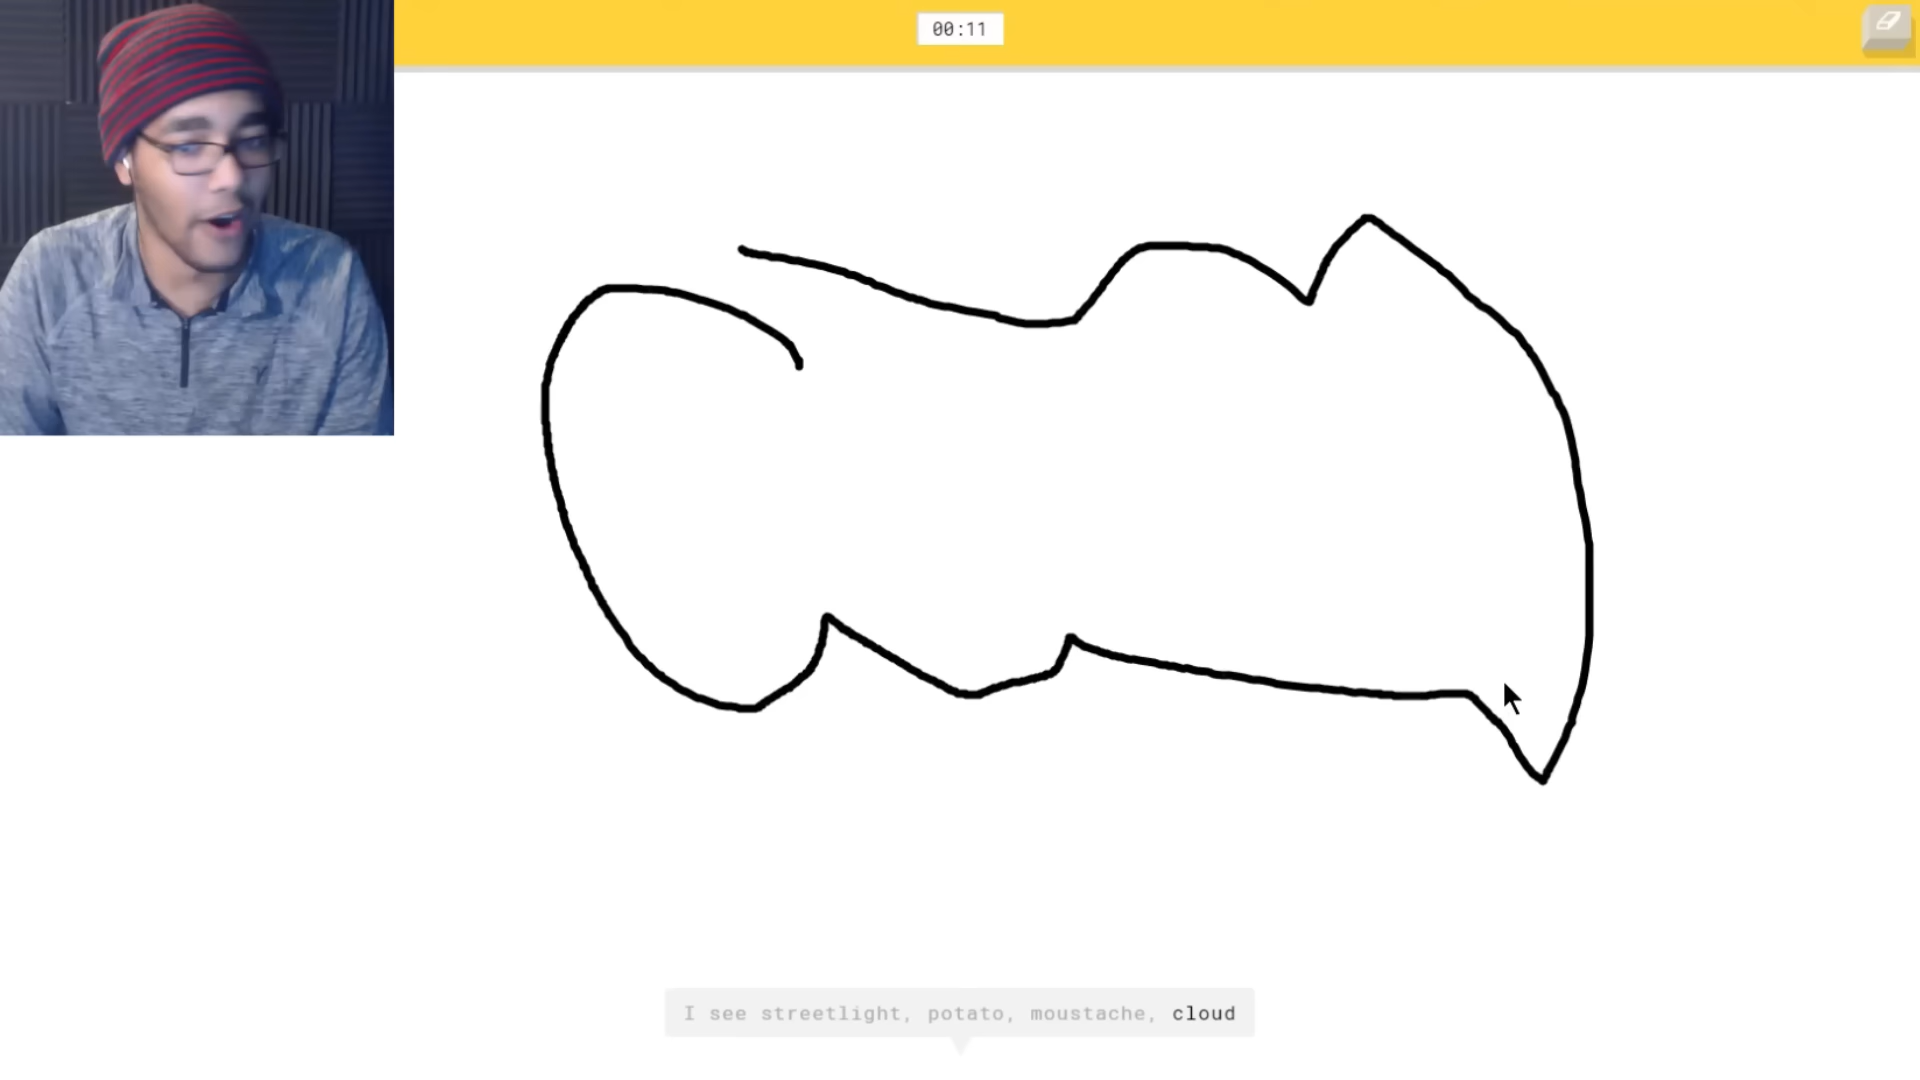 00:11
I see streetlight, potato, moustache, cloud